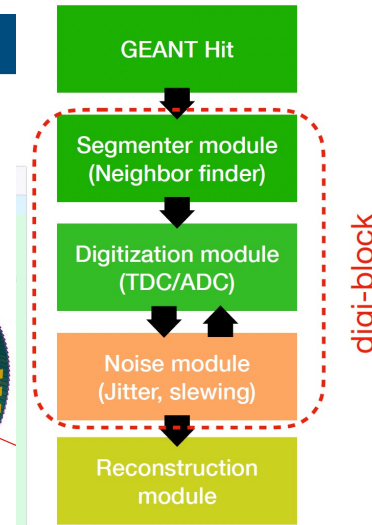 GEANT Hit
Segmenter module
(Neighbor finder)
Digitization module
(TDC/ADC)
Noise module
(Jitter, slewing)
Reconstruction
module
digi-block